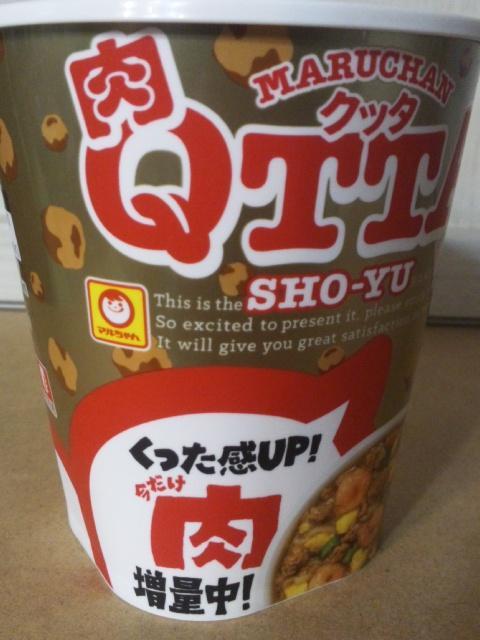 肉
MARUCHAN
クッタ
QTTA
マルちゃん
This is the SHO-YU
So excited to present it. please
It will give you great satisfaction
くった感UP!
今だけ
肉
増量中!